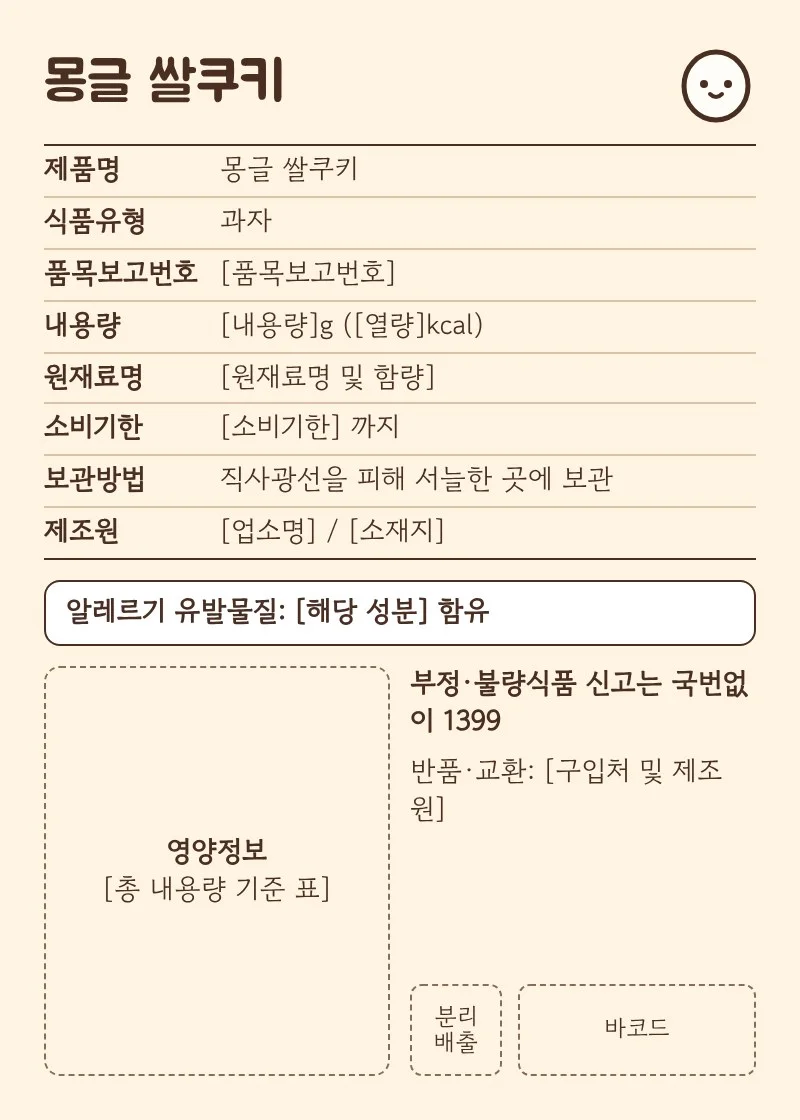 몽글 쌀쿠키
제품명 몽글 쌀쿠키
식품유형 과자
품목보고번호 [품목보고번호]
내용량 [내용량]g ([열량]kcal)
원재료명 [원재료명 및 함량]
소비기한 [소비기한] 까지
보관방법 직사광선을 피해 서늘한 곳에 보관
제조원 [업소명] / [소재지]
알레르기 유발물질: [해당 성분] 함유
영양정보
[총 내용량 기준 표]
부정·불량식품 신고는 국번없
이 1399
반품·교환: [구입처 및 제조
원]
분리
배출
바코드